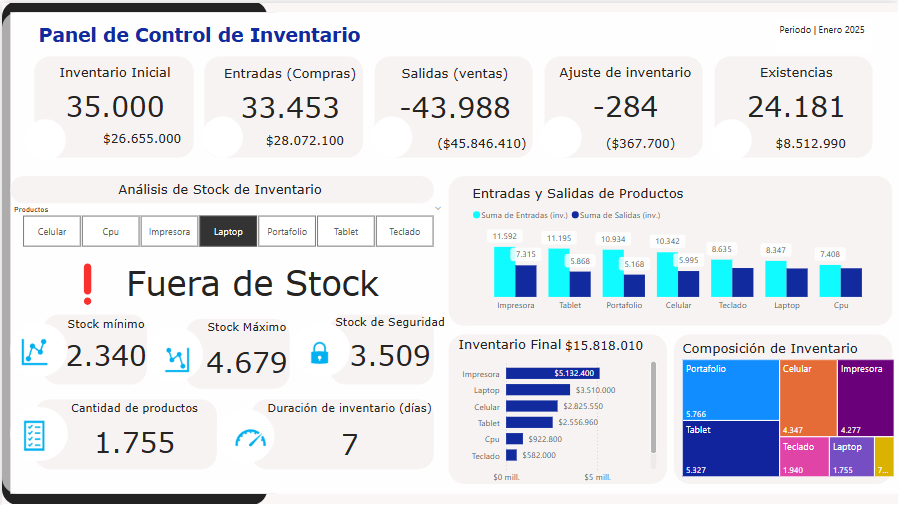 Panel de Control de Inventario
Periodo | Enero 2025
Inventario Inicial
35.000
$26.655.000
Entradas (Compras)
33.453
$28.072.100
Salidas (ventas)
-43.988
($45.846.410)
Ajuste de inventario
-284
($367.700)
Existencias
24.181
$8.512.990
Análisis de Stock de Inventario
Productos
Celular
Cpu
Impresora
Laptop
Portafolio
Tablet
Teclado
Fuera de Stock
Stock mínimo
2.340
Stock Máximo
4.679
Stock de Seguridad
3.509
Cantidad de productos
1.755
Duración de inventario (días)
7
Entradas y Salidas de Productos
Suma de Entradas (inv.) Suma de Salidas (inv.)
11.592
7.315
11.195
5.868
10.934
5.168
10.342
5.995
8.635
8.347
7.408
Impresora
Tablet
Portafolio
Celular
Teclado
Laptop
Cpu
Inventario Final $15.818.010
Impresora $5.132.400
Laptop $3.510.000
Celular $2.825.550
Tablet $2.556.960
Cpu $922.800
Teclado $582.000
$0 mill. $5 mill.
Composición de Inventario
Portafolio
5.766
Tablet
5.327
Celular
4.347
Impresora
4.277
Teclado
1.940
Laptop
1.755
7...